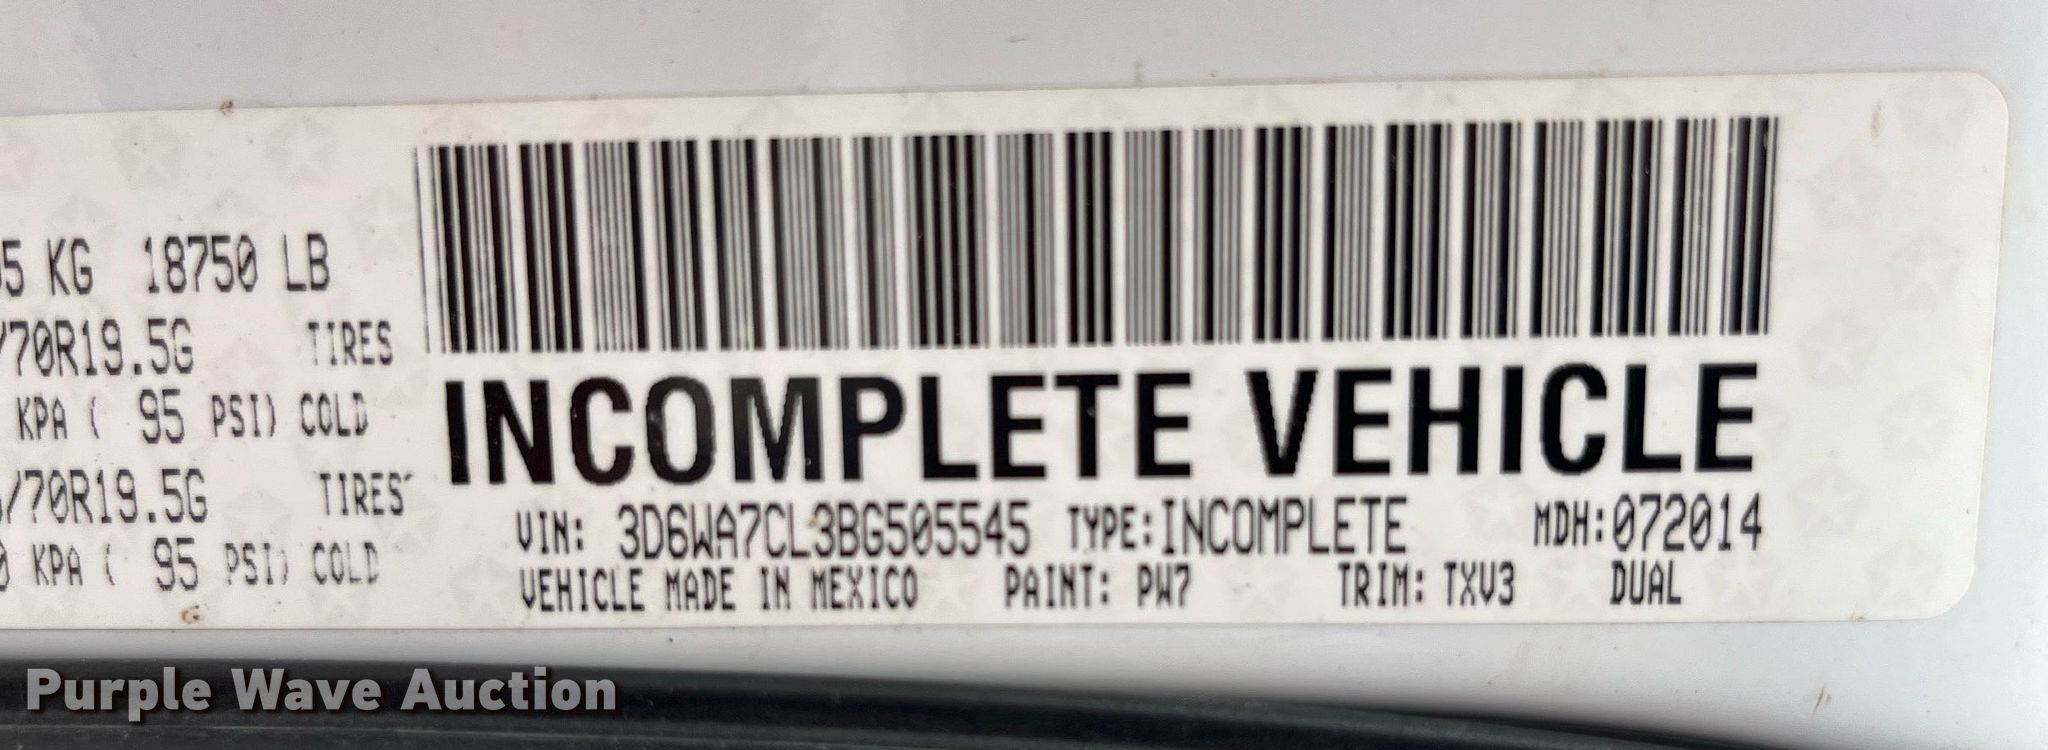 5 KG 18750 LB
/70R19.5G TIRES
KPA ( 95 PSI) COLD
/70R19.5G TIRES
0 KPA ( 95 PSI) COLD
INCOMPLETE VEHICLE
VIN: 3D6WA7CL3BG505545 TYPE:INCOMPLETE MDH:072014
VEHICLE MADE IN MEXICO PAINT: PW7 TRIM: TXV3 DUAL
Purple Wave Auction